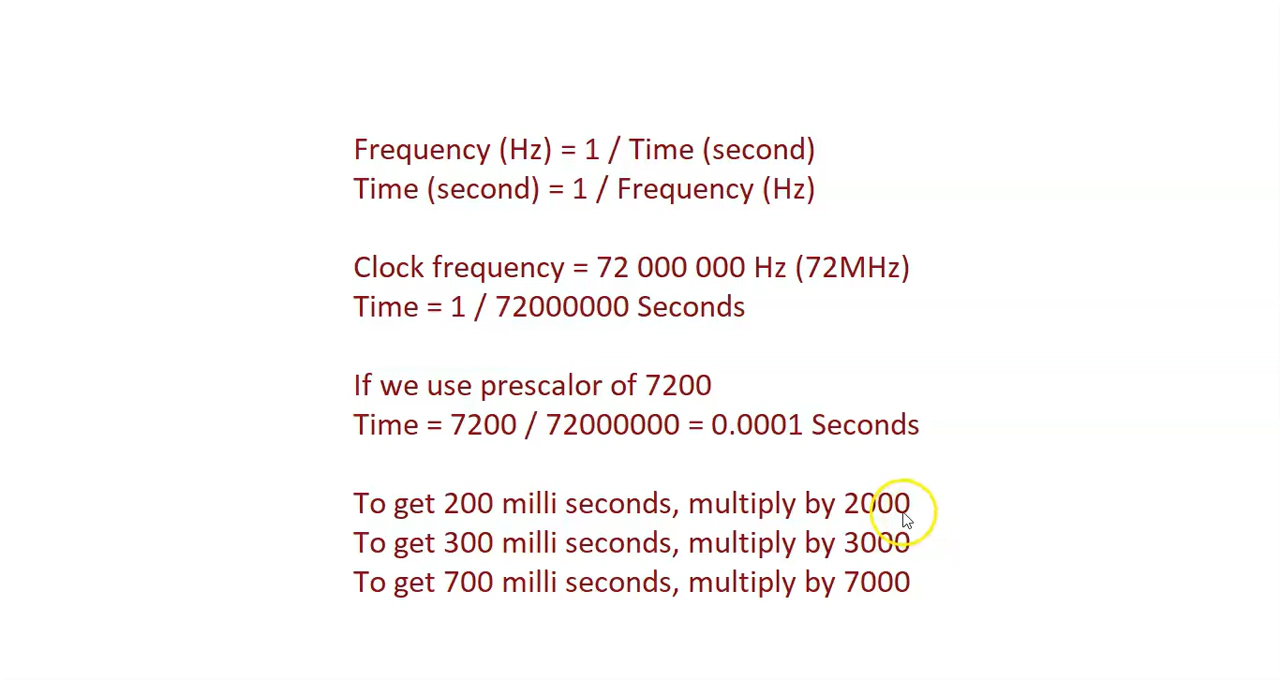 Frequency (Hz) = 1 / Time (second)
Time (second) = 1 / Frequency (Hz)
Clock frequency = 72 000 000 Hz (72MHz)
Time = 1 / 72000000 Seconds
If we use prescalor of 7200
Time = 7200 / 72000000 = 0.0001 Seconds
To get 200 milli seconds, multiply by 2000
To get 300 milli seconds, multiply by 3000
To get 700 milli seconds, multiply by 7000